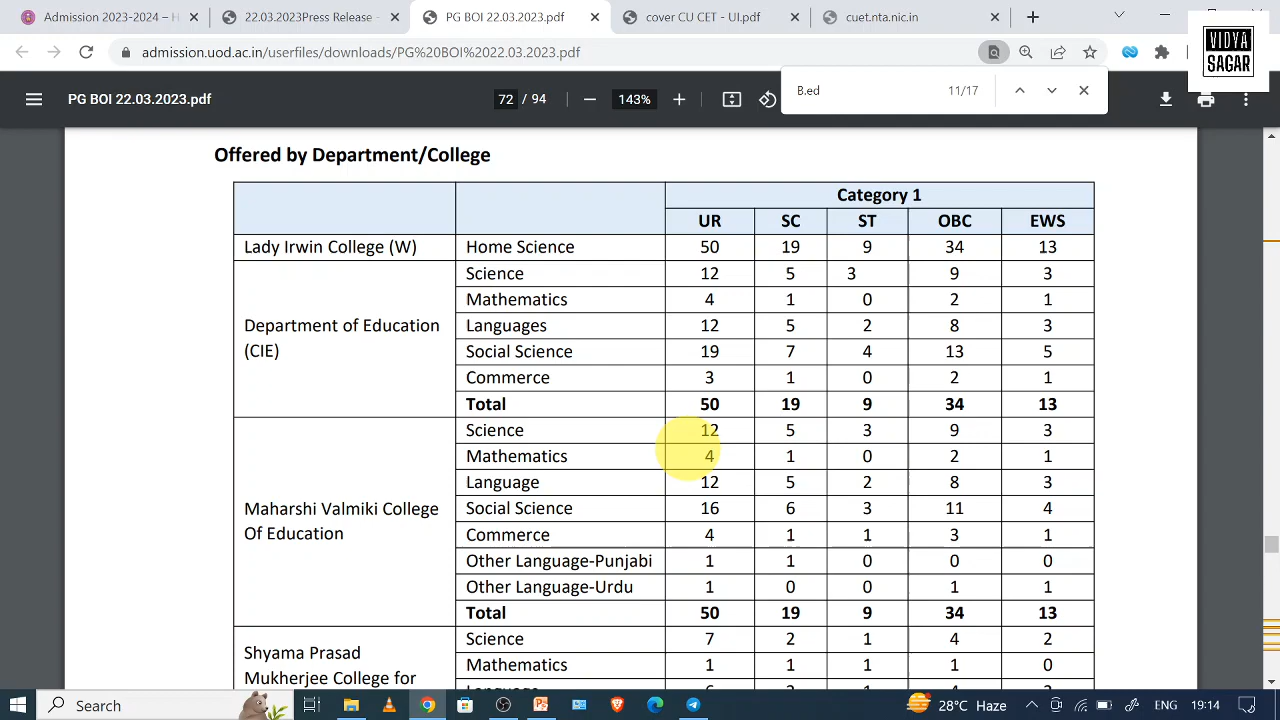 Admission 2023-2024 – H
22.03.2023Press Release -
PG BOI 22.03.2023.pdf
cover CU CET - UI.pdf
cuet.nta.nic.in
VIDYA
SAGAR
admission.uod.ac.in/userfiles/downloads/PG%20BOI%2022.03.2023.pdf
B.ed 11/17
PG BOI 22.03.2023.pdf 72 / 94 143%
Offered by Department/College
Category 1
UR SC ST OBC EWS
Lady Irwin College (W) Home Science 50 19 9 34 13
Department of Education
(CIE)
Science 12 5 3 9 3
Mathematics 4 1 0 2 1
Languages 12 5 2 8 3
Social Science 19 7 4 13 5
Commerce 3 1 0 2 1
Total 50 19 9 34 13
Maharshi Valmiki College
Of Education
Science 12 5 3 9 3
Mathematics 4 1 0 2 1
Language 12 5 2 8 3
Social Science 16 6 3 11 4
Commerce 4 1 1 3 1
Other Language-Punjabi 1 1 0 0 0
Other Language-Urdu 1 0 0 1 1
Total 50 19 9 34 13
Shyama Prasad
Mukherjee College for
Science 7 2 1 4 2
Mathematics 1 1 1 1 0
Search
28°C Haze
ENG
19:14